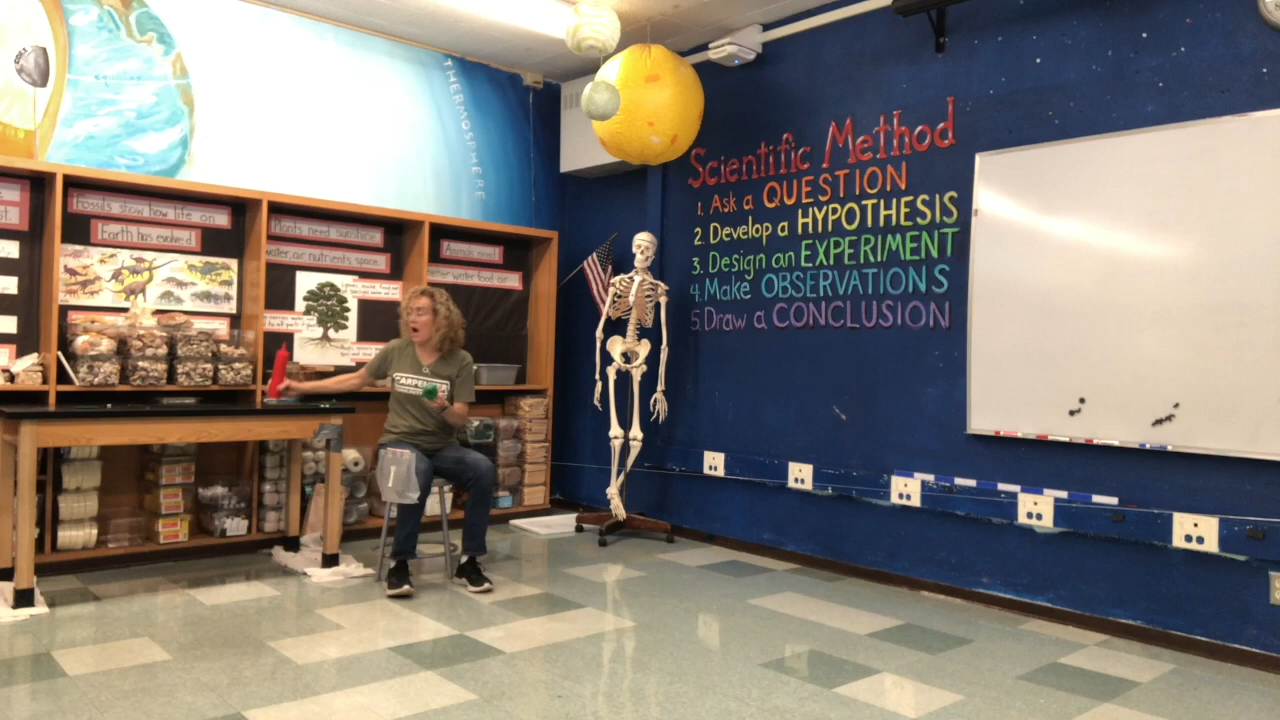 THERMOSPHERE
Fossils show how life on
Earth has evolved
Plants need sunshine
water, air, nutrients, space
Animals need
water food air
CARPENTER
Scientific Method
1. Ask a QUESTION
2. Develop a HYPOTHESIS
3. Design an EXPERIMENT
4. Make OBSERVATIONS
5. Draw a CONCLUSION